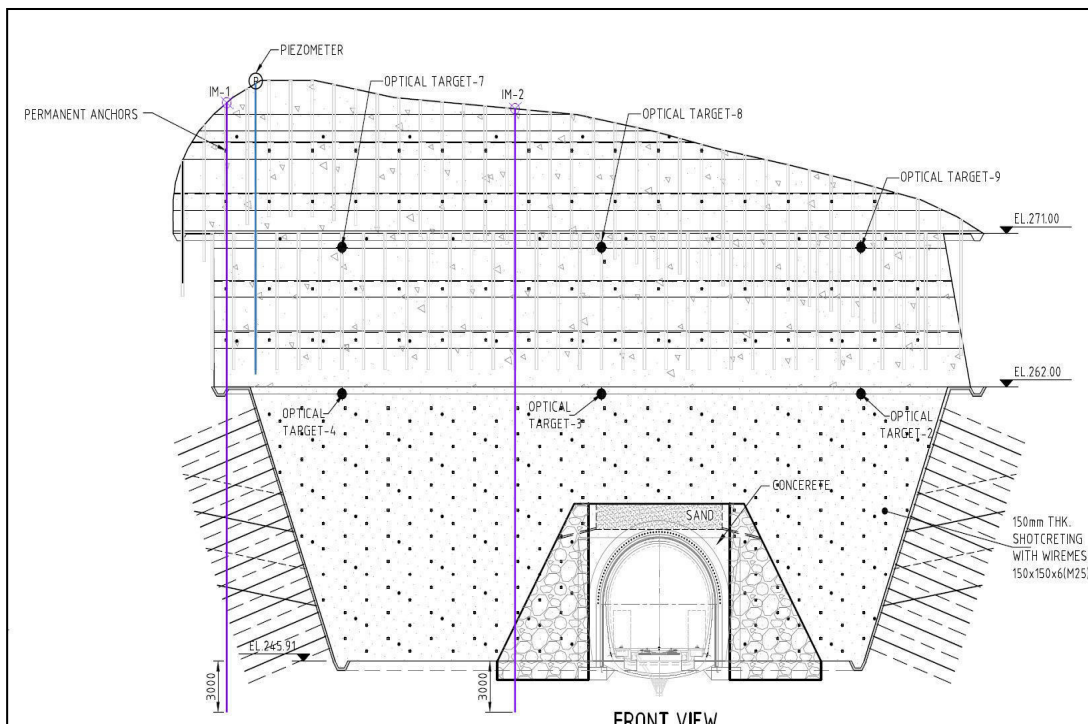 PIEZOMETER
P
IM-1
OPTICAL TARGET-7
IM-2
PERMANENT ANCHORS
OPTICAL TARGET-8
OPTICAL TARGET-9
EL.271.00
EL.262.00
OPTICAL
TARGET-4
OPTICAL
TARGET-3
OPTICAL
TARGET-2
CONCERETE
SAND
150mm THK.
SHOTCRETING
WITH WIREMES
150x150x6(M25)
EL.245.91
3000
3000
FRONT VIEW